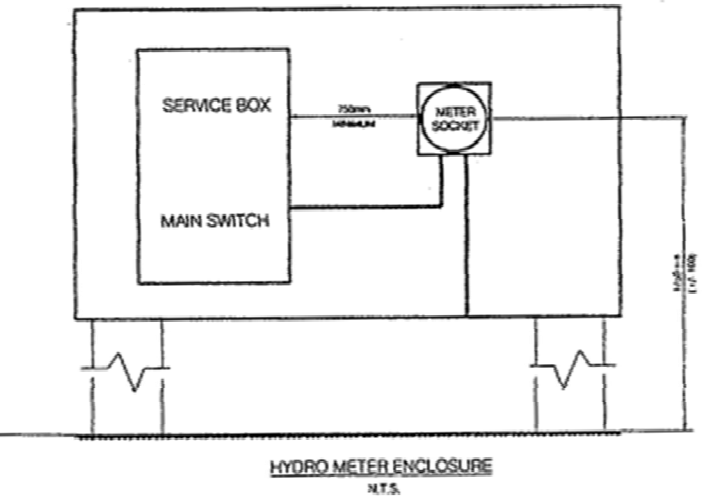 SERVICE BOX
750mm
MINIMUM
METER
SOCKET
MAIN SWITCH
HYDRO METER ENCLOSURE
N.T.S.